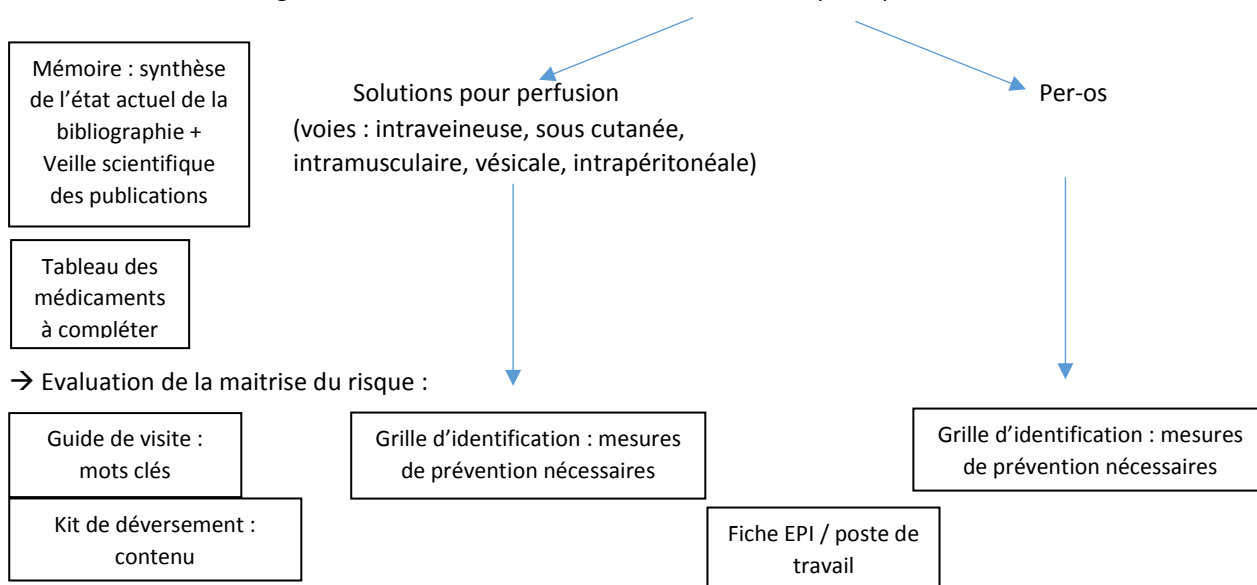 Mémoire : synthèse
de l’état actuel de la
bibliographie +
Veille scientifique
des publications
Solutions pour perfusion
(voies : intraveineuse, sous cutanée,
intramusculaire, vésicale, intrapéritonéale)
Per-os
Tableau des
médicaments
à compléter
→ Evaluation de la maitrise du risque :
Guide de visite :
mots clés
Grille d’identification : mesures
de prévention nécessaires
Grille d’identification : mesures
de prévention nécessaires
Kit de déversement :
contenu
Fiche EPI / poste de
travail